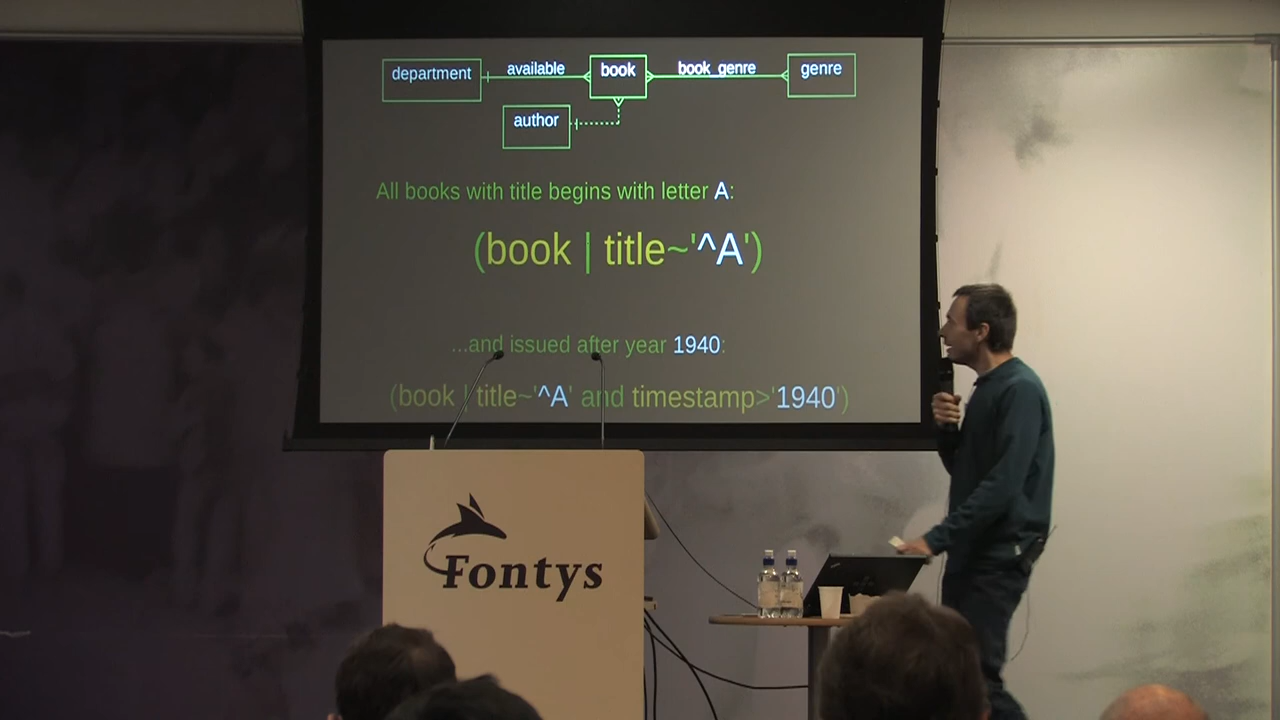 department
available
book
book_genre
genre
author
All books with title begins with letter A:
(book | title~'^A')
...and issued after year 1940:
(book | title~'^A' and timestamp>'1940')
Fontys